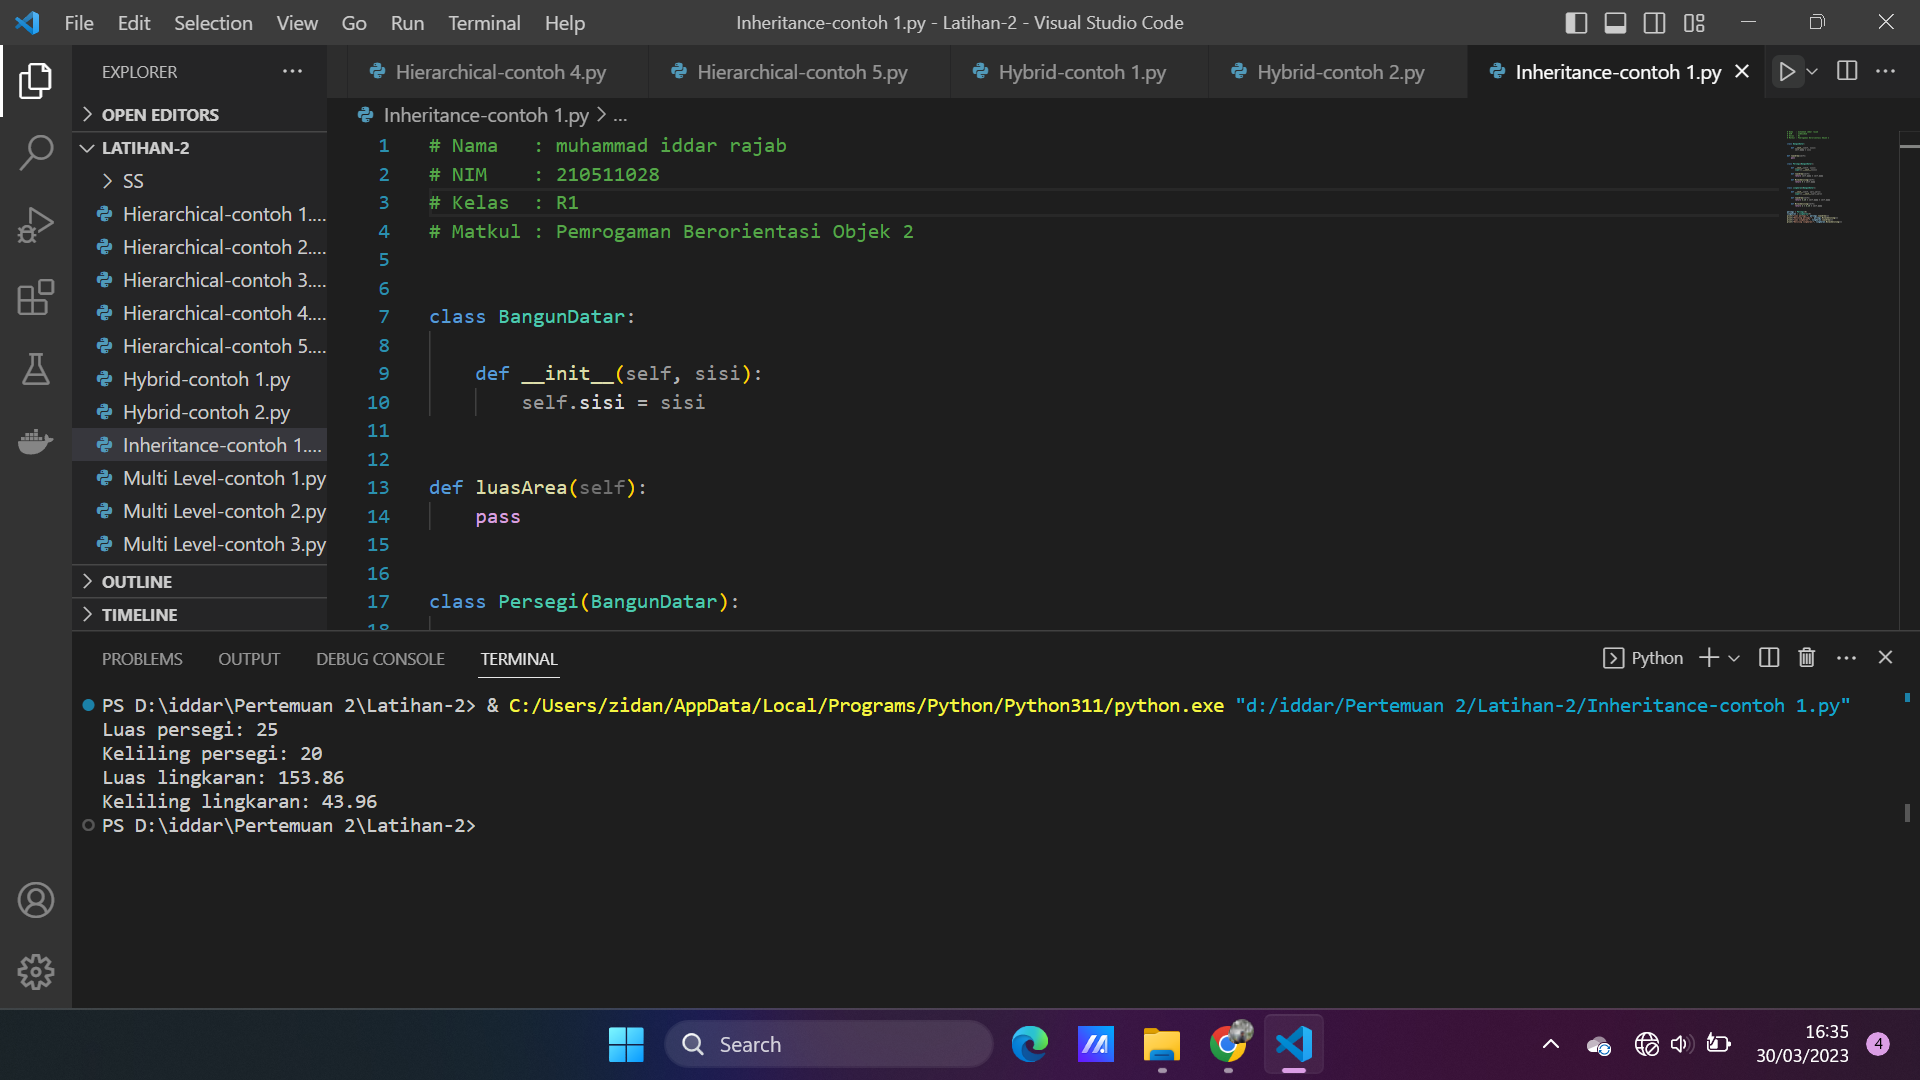 File Edit Selection View Go Run Terminal Help
Inheritance-contoh 1.py - Latihan-2 - Visual Studio Code
EXPLORER
OPEN EDITORS
LATIHAN-2
SS
Hierarchical-contoh 1....
Hierarchical-contoh 2....
Hierarchical-contoh 3....
Hierarchical-contoh 4....
Hierarchical-contoh 5....
Hybrid-contoh 1.py
Hybrid-contoh 2.py
Inheritance-contoh 1....
Multi Level-contoh 1.py
Multi Level-contoh 2.py
Multi Level-contoh 3.py
OUTLINE
TIMELINE
Hierarchical-contoh 4.py Hierarchical-contoh 5.py Hybrid-contoh 1.py Hybrid-contoh 2.py Inheritance-contoh 1.py
Inheritance-contoh 1.py > ...
1 # Nama   : muhammad iddar rajab
2 # NIM    : 210511028
3 # Kelas  : R1
4 # Matkul : Pemrogaman Berorientasi Objek 2
5
6
7 class BangunDatar:
8
9     def __init__(self, sisi):
10         self.sisi = sisi
11
12
13 def luasArea(self):
14     pass
15
16
17 class Persegi(BangunDatar):
18
PROBLEMS OUTPUT DEBUG CONSOLE TERMINAL
Python
PS D:\iddar\Pertemuan 2\Latihan-2> & C:/Users/zidan/AppData/Local/Programs/Python/Python311/python.exe "d:/iddar/Pertemuan 2/Latihan-2/Inheritance-contoh 1.py"
Luas persegi: 25
Keliling persegi: 20
Luas lingkaran: 153.86
Keliling lingkaran: 43.96
PS D:\iddar\Pertemuan 2\Latihan-2>
Search
16:35
30/03/2023
4